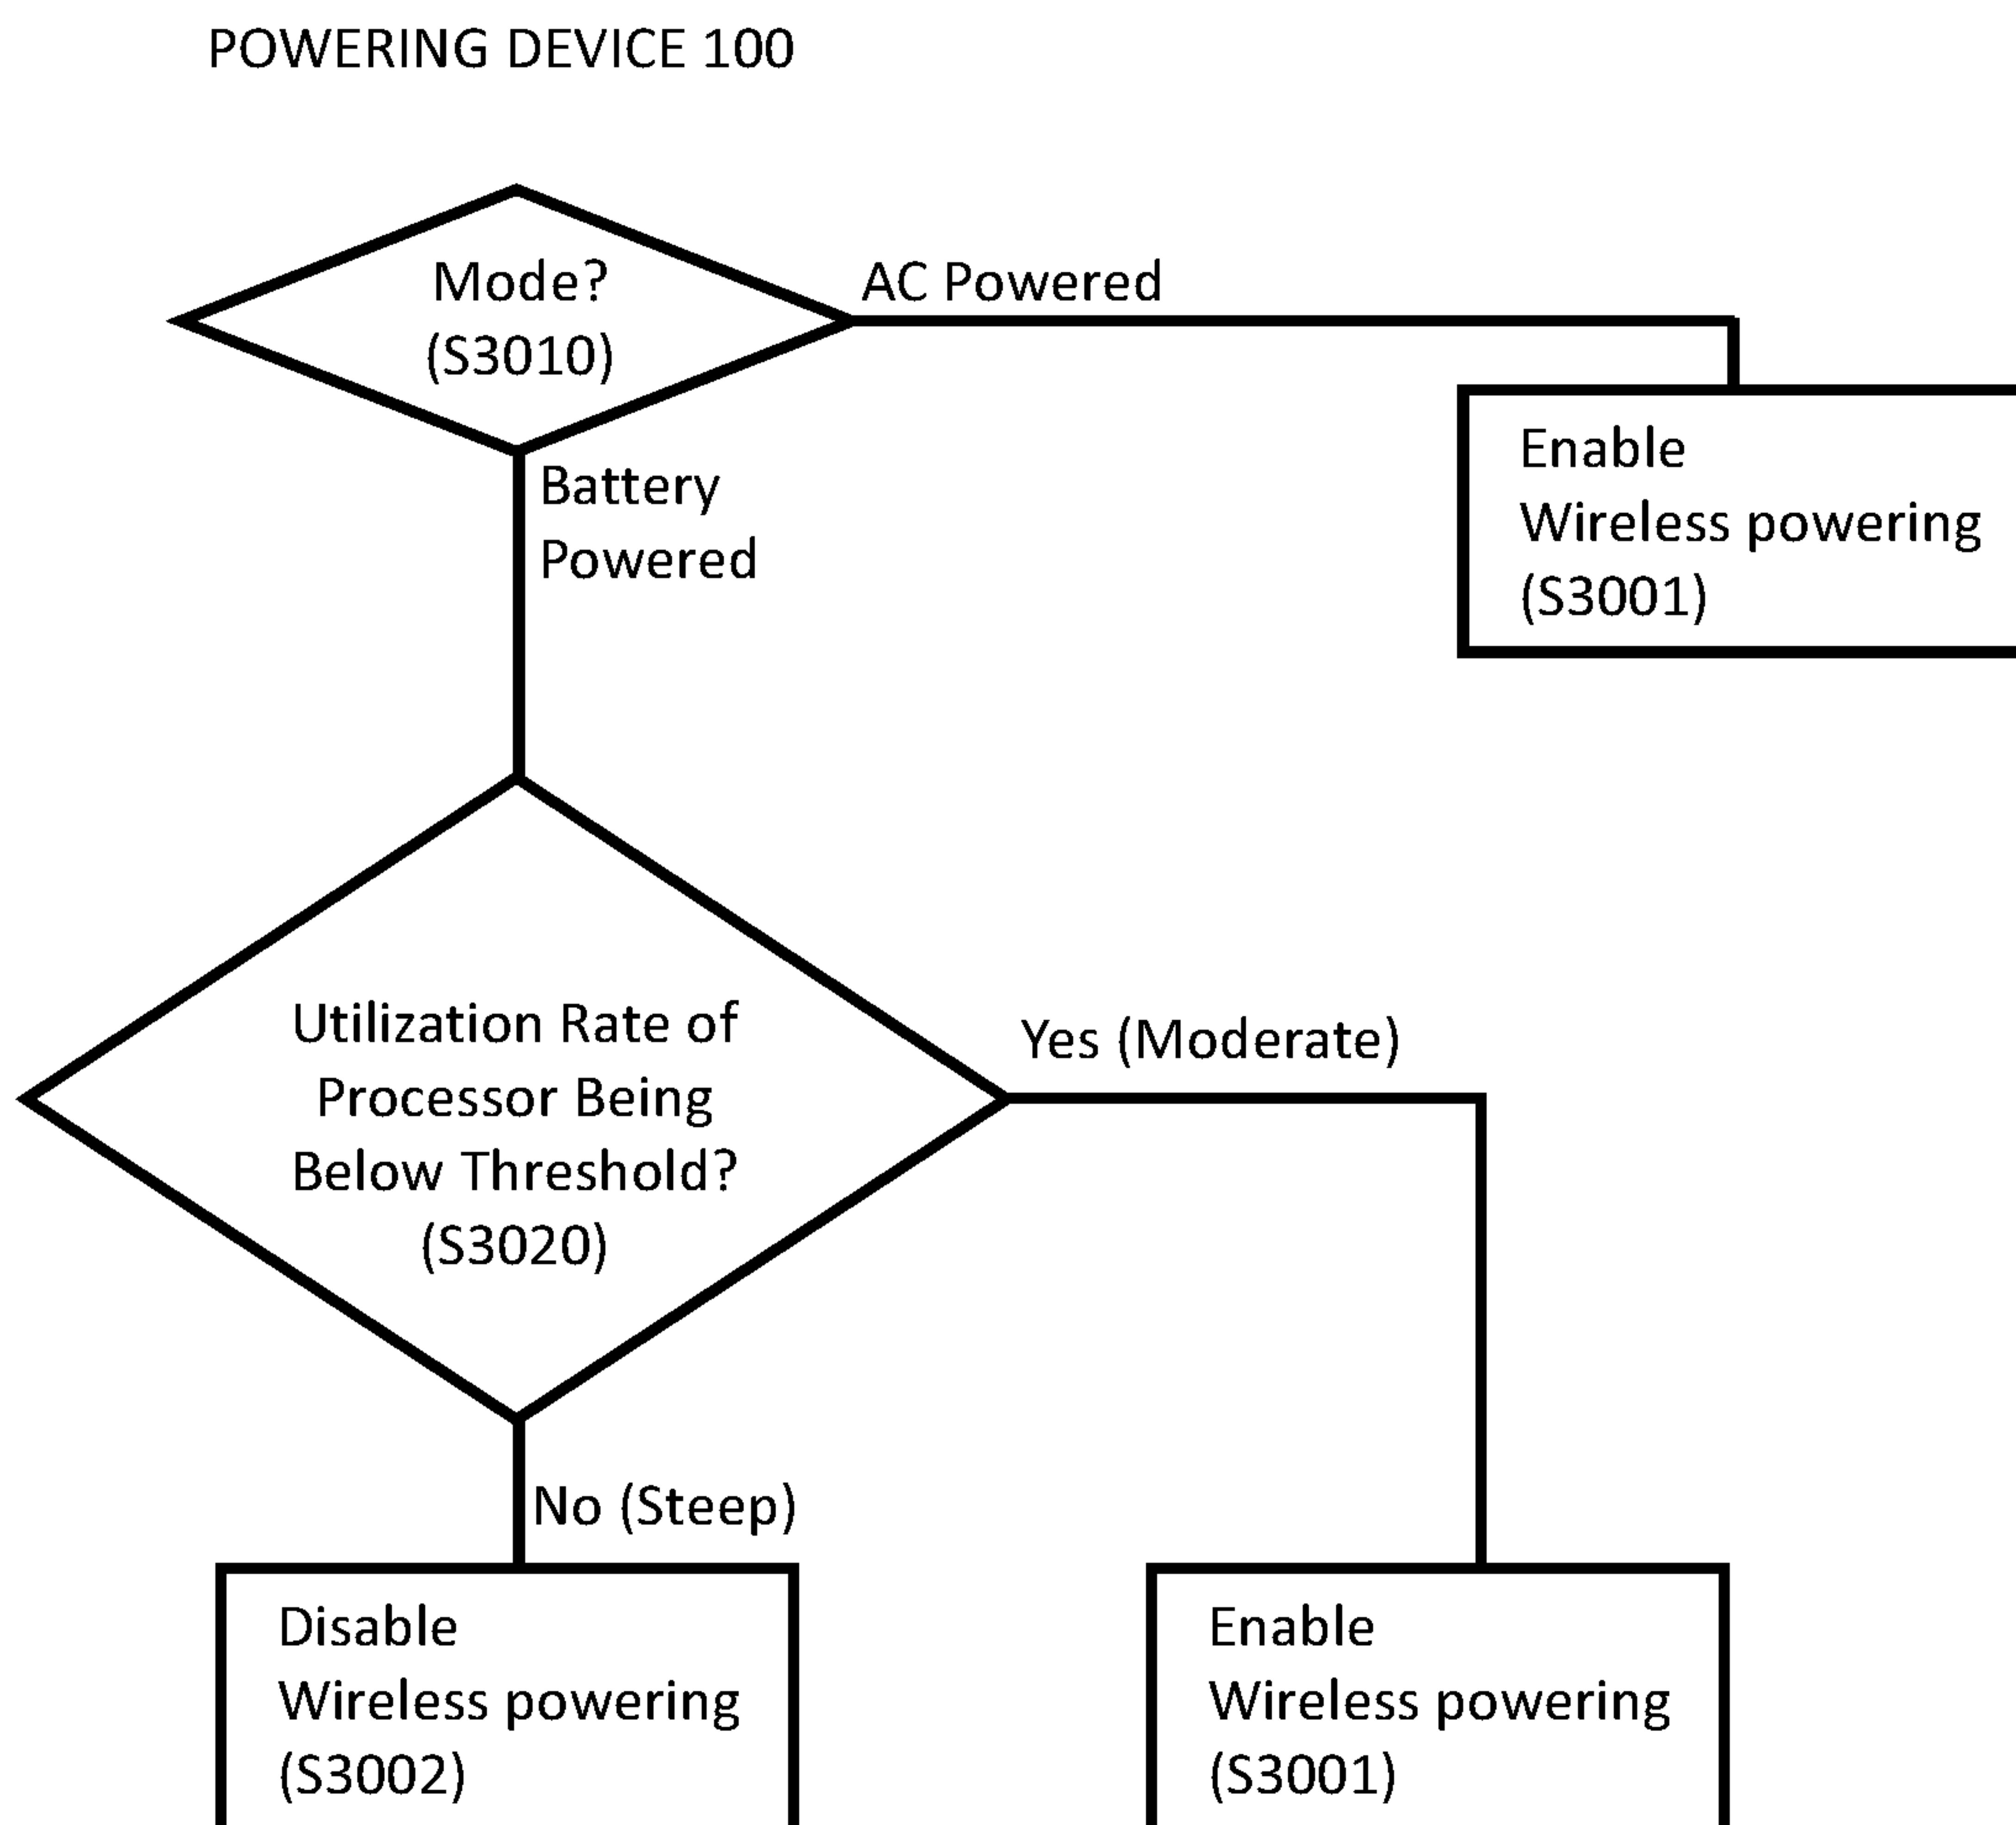 POWERING DEVICE 100
Mode?
(S3010)
AC Powered
Enable
Wireless powering
(S3001)
Battery
Powered
Utilization Rate of
Processor Being
Below Threshold?
(S3020)
Yes (Moderate)
No (Steep)
Disable
Wireless powering
(S3002)
Enable
Wireless powering
(S3001)